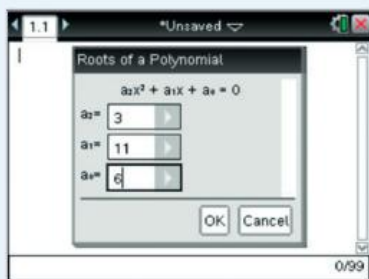 1.1 *Unsaved
Roots of a Polynomial
a₂x² + a₁x + a₀ = 0
a₂= 3
a₁= 11
a₀= 6
OK Cancel
0/99